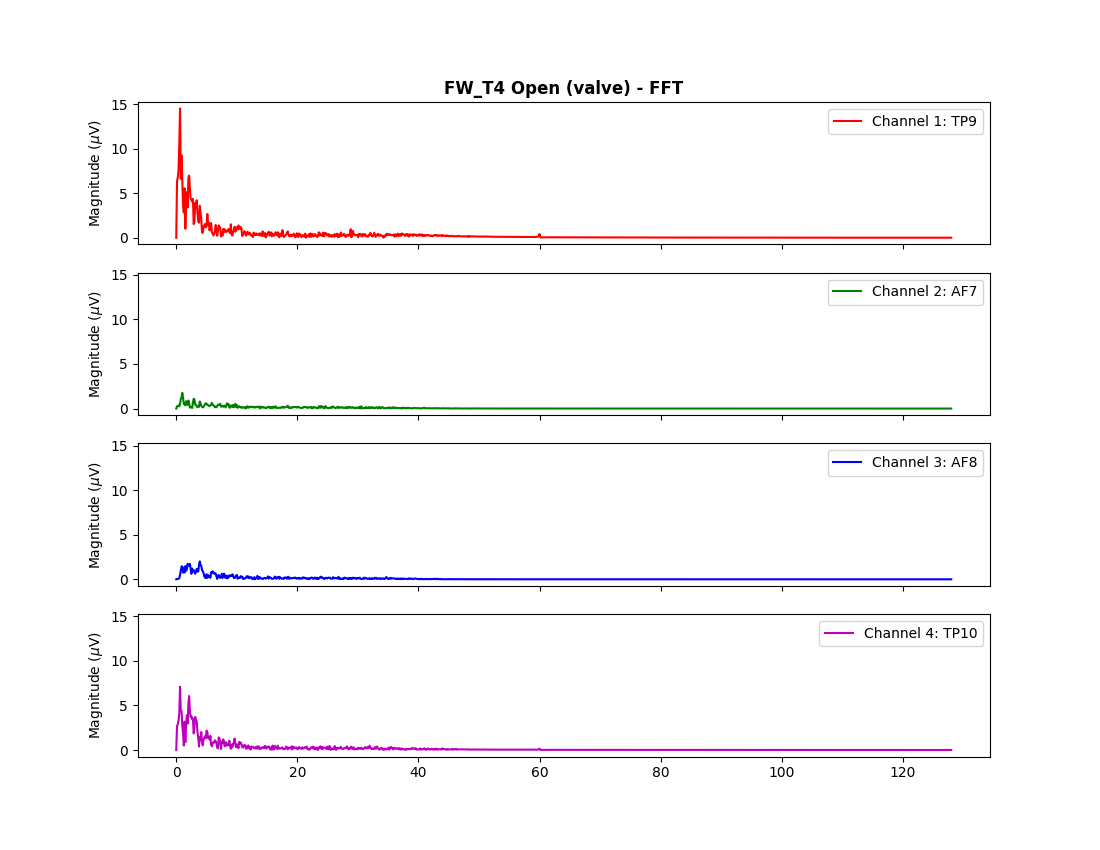 FW_T4 Open (valve) - FFT
15
10
5
0
Magnitude (μV)
Channel 1: TP9
15
10
5
0
Magnitude (μV)
Channel 2: AF7
15
10
5
0
Magnitude (μV)
Channel 3: AF8
15
10
5
0
Magnitude (μV)
Channel 4: TP10
0 20 40 60 80 100 120